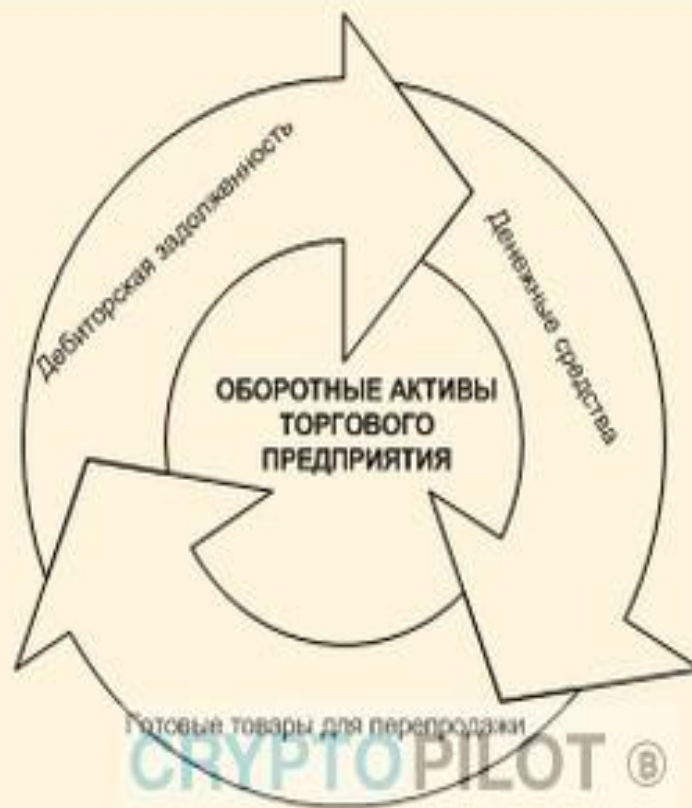 Дебиторская задолженность
Денежные средства
ОБОРОТНЫЕ АКТИВЫ
ТОРГОВОГО
ПРЕДПРИЯТИЯ
Готовые товары для перепродажи
CRYPTOPILOT ®